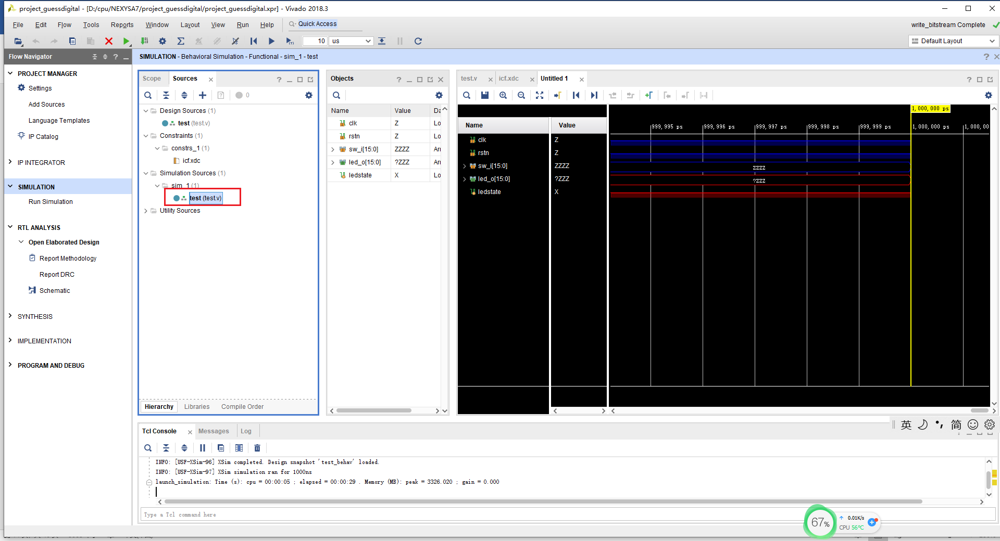 project_guessdigital - [D:/cpu/NEXYSA7/project_guessdigital/project_guessdigital.xpr] - Vivado 2018.3
File Edit Flow Tools Reports Window Layout View Run Help Quick Access
write_bitstream Complete
10 us
Default Layout
Flow Navigator
SIMULATION - Behavioral Simulation - Functional - sim_1 - test
PROJECT MANAGER
Settings
Add Sources
Language Templates
IP Catalog
IP INTEGRATOR
SIMULATION
Run Simulation
RTL ANALYSIS
Open Elaborated Design
Report Methodology
Report DRC
Schematic
SYNTHESIS
IMPLEMENTATION
PROGRAM AND DEBUG
Scope Sources
0
Design Sources (1)
test (test.v)
Constraints (1)
constrs_1 (1)
icf.xdc
Simulation Sources (1)
sim_1 (1)
test (test.v)
Utility Sources
Hierarchy Libraries Compile Order
Objects
Name Value Da
clk Z Lo
rstn Z Lo
sw_i[15:0] ZZZZ Arr
led_o[15:0] ?ZZZ Arr
ledstate X Lo
test.v icf.xdc Untitled 1
1,000,000 ps
999,995 ps 999,996 ps 999,997 ps 999,998 ps 999,999 ps 1,000,000 ps 1,000,00
Name Value
clk Z
rstn Z
sw_i[15:0] ZZZZ ZZZZ
led_o[15:0] ?ZZZ ?ZZZ
ledstate X
英 简
Tcl Console Messages Log
INFO: [USF-XSim-96] XSim completed. Design snapshot 'test_behav' loaded.
INFO: [USF-XSim-97] XSim simulation ran for 1000ns
launch_simulation: Time (s): cpu = 00:00:05 ; elapsed = 00:00:29 . Memory (MB): peak = 3326.020 ; gain = 0.000
Type a Tcl command here
67%
0.01K/s
CPU 56℃